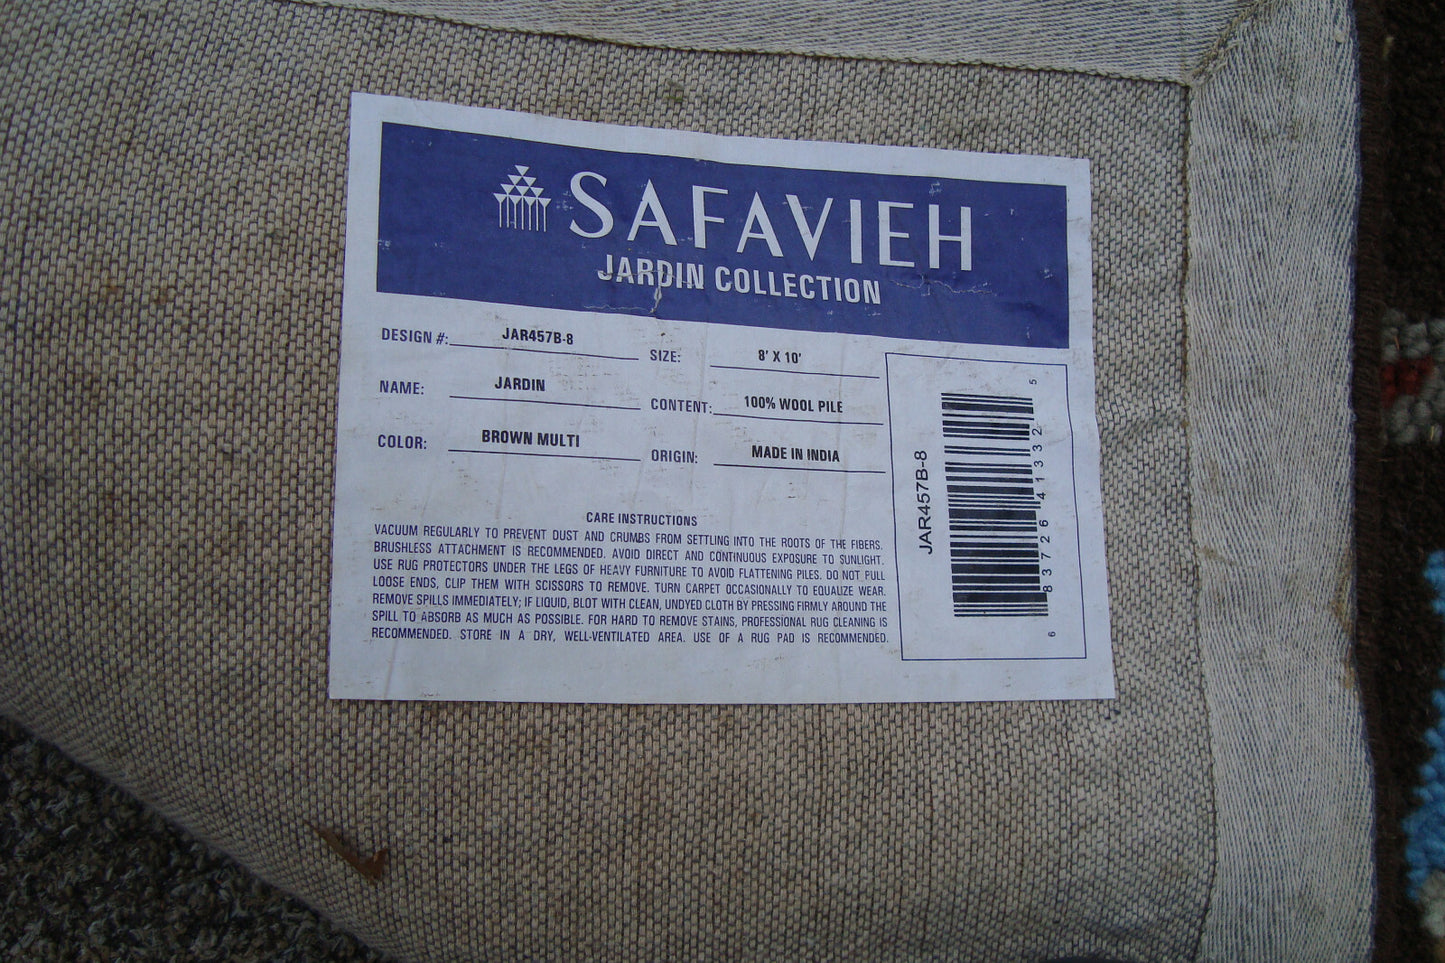 SAFAVIEH
JARDIN COLLECTION
DESIGN #: JAR457B-8
SIZE: 8' X 10'
NAME: JARDIN
CONTENT: 100% WOOL PILE
COLOR: BROWN MULTI
ORIGIN: MADE IN INDIA
CARE INSTRUCTIONS
VACUUM REGULARLY TO PREVENT DUST AND CRUMBS FROM SETTLING INTO THE ROOTS OF THE FIBERS.
BRUSHLESS ATTACHMENT IS RECOMMENDED. AVOID DIRECT AND CONTINUOUS EXPOSURE TO SUNLIGHT.
USE RUG PROTECTORS UNDER THE LEGS OF HEAVY FURNITURE TO AVOID FLATTENING PILES. DO NOT PULL
LOOSE ENDS, CLIP THEM WITH SCISSORS TO REMOVE. TURN CARPET OCCASIONALLY TO EQUALIZE WEAR.
REMOVE SPILLS IMMEDIATELY; IF LIQUID, BLOT WITH CLEAN, UNDYED CLOTH BY PRESSING FIRMLY AROUND THE
SPILL TO ABSORB AS MUCH AS POSSIBLE. FOR HARD TO REMOVE STAINS, PROFESSIONAL RUG CLEANING IS
RECOMMENDED. STORE IN A DRY, WELL-VENTILATED AREA. USE OF A RUG PAD IS RECOMMENDED.
JAR457B-8
6 83726 41332 5